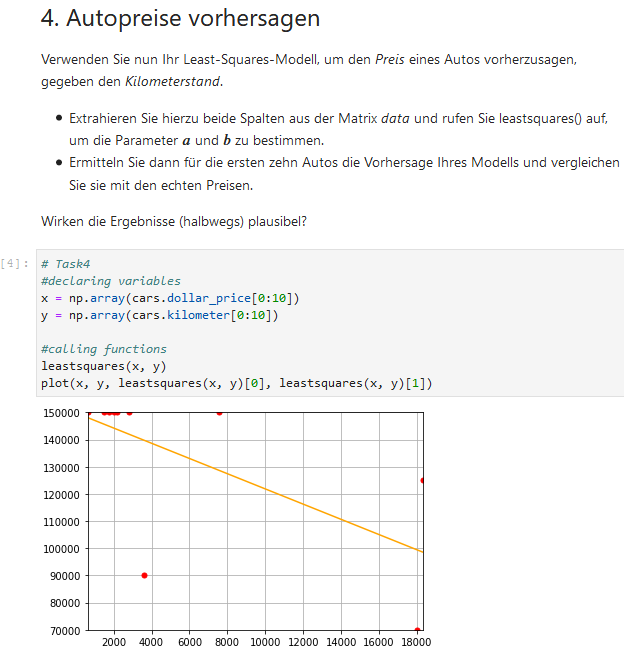 4. Autopreise vorhersagen
Verwenden Sie nun Ihr Least-Squares-Modell, um den Preis eines Autos vorherzusagen,
gegeben den Kilometerstand.
• Extrahieren Sie hierzu beide Spalten aus der Matrix data und rufen Sie leastsquares() auf,
um die Parameter a und b zu bestimmen.
• Ermitteln Sie dann für die ersten zehn Autos die Vorhersage Ihres Modells und vergleichen
Sie sie mit den echten Preisen.
Wirken die Ergebnisse (halbwegs) plausibel?
[4]: # Task4
#declaring variables
x = np.array(cars.dollar_price[0:10])
y = np.array(cars.kilometer[0:10])
#calling functions
leastsquares(x, y)
plot(x, y, leastsquares(x, y)[0], leastsquares(x, y)[1])
150000
140000
130000
120000
110000
100000
90000
80000
70000
2000 4000 6000 8000 10000 12000 14000 16000 18000